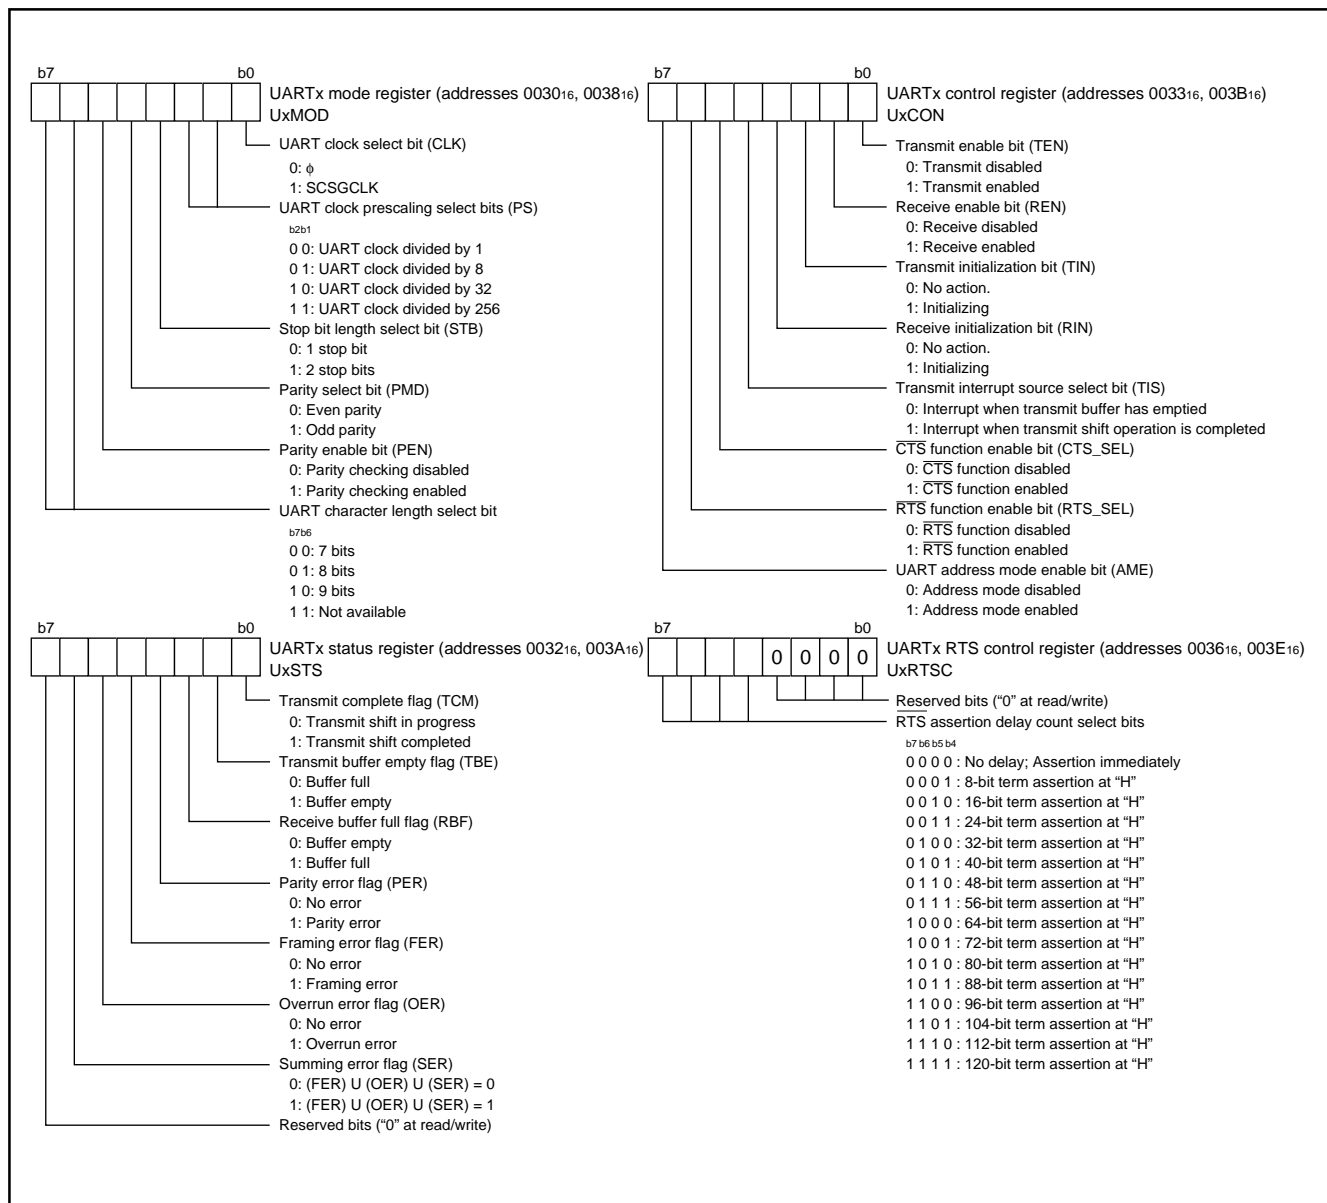 b7 b0
UARTx mode register (addresses 0030₁₆, 0038₁₆)
UxMOD
UART clock select bit (CLK)
0: ϕ
1: SCSGCLK
UART clock prescaling select bits (PS)
b2b1
0 0: UART clock divided by 1
0 1: UART clock divided by 8
1 0: UART clock divided by 32
1 1: UART clock divided by 256
Stop bit length select bit (STB)
0: 1 stop bit
1: 2 stop bits
Parity select bit (PMD)
0: Even parity
1: Odd parity
Parity enable bit (PEN)
0: Parity checking disabled
1: Parity checking enabled
UART character length select bit
b7b6
0 0: 7 bits
0 1: 8 bits
1 0: 9 bits
1 1: Not available
b7 b0
UARTx control register (addresses 0033₁₆, 003B₁₆)
UxCON
Transmit enable bit (TEN)
0: Transmit disabled
1: Transmit enabled
Receive enable bit (REN)
0: Receive disabled
1: Receive enabled
Transmit initialization bit (TIN)
0: No action.
1: Initializing
Receive initialization bit (RIN)
0: No action.
1: Initializing
Transmit interrupt source select bit (TIS)
0: Interrupt when transmit buffer has emptied
1: Interrupt when transmit shift operation is completed
C̅T̅S̅ function enable bit (CTS_SEL)
0: C̅T̅S̅ function disabled
1: C̅T̅S̅ function enabled
R̅T̅S̅ function enable bit (RTS_SEL)
0: R̅T̅S̅ function disabled
1: R̅T̅S̅ function enabled
UART address mode enable bit (AME)
0: Address mode disabled
1: Address mode enabled
b7 b0
UARTx status register (addresses 0032₁₆, 003A₁₆)
UxSTS
Transmit complete flag (TCM)
0: Transmit shift in progress
1: Transmit shift completed
Transmit buffer empty flag (TBE)
0: Buffer full
1: Buffer empty
Receive buffer full flag (RBF)
0: Buffer empty
1: Buffer full
Parity error flag (PER)
0: No error
1: Parity error
Framing error flag (FER)
0: No error
1: Framing error
Overrun error flag (OER)
0: No error
1: Overrun error
Summing error flag (SER)
0: (FER) U (OER) U (SER) = 0
1: (FER) U (OER) U (SER) = 1
Reserved bits (“0” at read/write)
b7 b0
0 0 0 0
UARTx RTS control register (addresses 0036₁₆, 003E₁₆)
UxRTSC
Reserved bits (“0” at read/write)
R̅T̅S̅ assertion delay count select bits
b7 b6 b5 b4
0 0 0 0 : No delay; Assertion immediately
0 0 0 1 : 8-bit term assertion at “H”
0 0 1 0 : 16-bit term assertion at “H”
0 0 1 1 : 24-bit term assertion at “H”
0 1 0 0 : 32-bit term assertion at “H”
0 1 0 1 : 40-bit term assertion at “H”
0 1 1 0 : 48-bit term assertion at “H”
0 1 1 1 : 56-bit term assertion at “H”
1 0 0 0 : 64-bit term assertion at “H”
1 0 0 1 : 72-bit term assertion at “H”
1 0 1 0 : 80-bit term assertion at “H”
1 0 1 1 : 88-bit term assertion at “H”
1 1 0 0 : 96-bit term assertion at “H”
1 1 0 1 : 104-bit term assertion at “H”
1 1 1 0 : 112-bit term assertion at “H”
1 1 1 1 : 120-bit term assertion at “H”